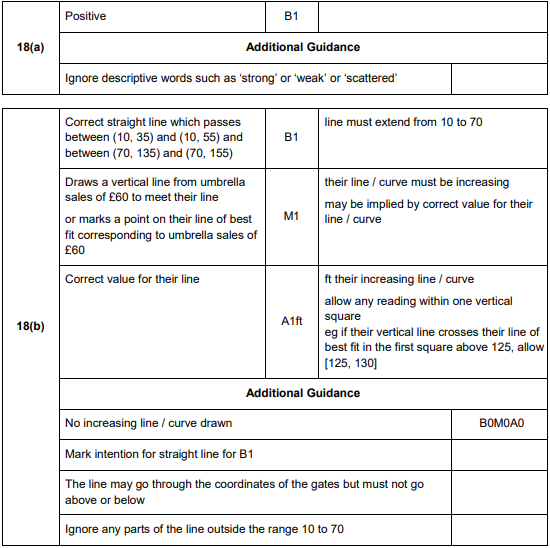 18(a)
Positive
B1
Additional Guidance
Ignore descriptive words such as ‘strong’ or ‘weak’ or ‘scattered’
18(b)
Correct straight line which passes
between (10, 35) and (10, 55) and
between (70, 135) and (70, 155)
B1
line must extend from 10 to 70
Draws a vertical line from umbrella
sales of £60 to meet their line
or marks a point on their line of best
fit corresponding to umbrella sales of
£60
M1
their line / curve must be increasing
may be implied by correct value for their
line / curve
Correct value for their line
A1ft
ft their increasing line / curve
allow any reading within one vertical
square
eg if their vertical line crosses their line of
best fit in the first square above 125, allow
[125, 130]
Additional Guidance
No increasing line / curve drawn
B0M0A0
Mark intention for straight line for B1
The line may go through the coordinates of the gates but must not go
above or below
Ignore any parts of the line outside the range 10 to 70